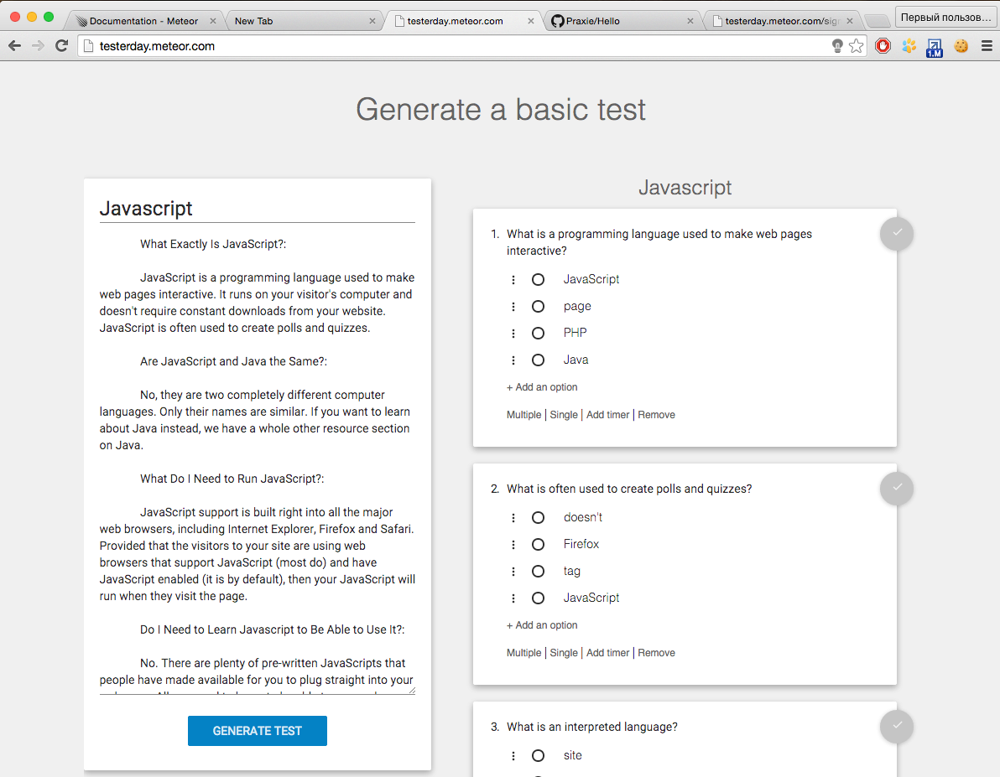 Documentation - Meteor
New Tab
testerday.meteor.com
Praxie/Hello
testerday.meteor.com/sig
Первый пользов...
testerday.meteor.com
1.M
Generate a basic test
Javascript
What Exactly Is JavaScript?:
JavaScript is a programming language used to make
web pages interactive. It runs on your visitor's computer and
doesn't require constant downloads from your website.
JavaScript is often used to create polls and quizzes.
Are JavaScript and Java the Same?:
No, they are two completely different computer
languages. Only their names are similar. If you want to learn
about Java instead, we have a whole other resource section
on Java.
What Do I Need to Run JavaScript?:
JavaScript support is built right into all the major
web browsers, including Internet Explorer, Firefox and Safari.
Provided that the visitors to your site are using web
browsers that support JavaScript (most do) and have
JavaScript enabled (it is by default), then your JavaScript will
run when they visit the page.
Do I Need to Learn Javascript to Be Able to Use It?:
No. There are plenty of pre-written JavaScripts that
people have made available for you to plug straight into your
GENERATE TEST
Javascript
1. What is a programming language used to make web pages
interactive?
JavaScript
page
PHP
Java
+ Add an option
Multiple | Single | Add timer | Remove
2. What is often used to create polls and quizzes?
doesn't
Firefox
tag
JavaScript
+ Add an option
Multiple | Single | Add timer | Remove
3. What is an interpreted language?
site